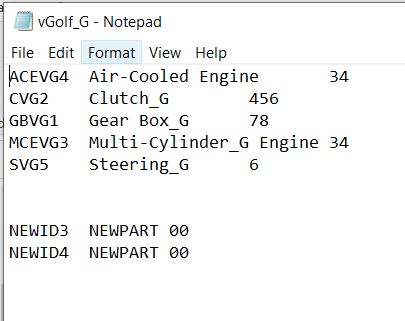 vGolf_G - Notepad
File Edit Format View Help
ACEVG4 Air-Cooled Engine 34
CVG2 Clutch_G 456
GBVG1 Gear Box_G 78
MCEVG3 Multi-Cylinder_G Engine 34
SVG5 Steering_G 6
NEWID3 NEWPART 00
NEWID4 NEWPART 00